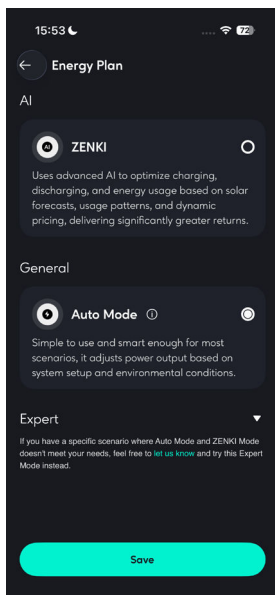 15:53
72
Energy Plan
AI
AI
ZENKI
Uses advanced AI to optimize charging,
discharging, and energy usage based on solar
forecasts, usage patterns, and dynamic
pricing, delivering significantly greater returns.
General
Auto Mode
Simple to use and smart enough for most
scenarios, it adjusts power output based on
system setup and environmental conditions.
Expert
If you have a specific scenario where Auto Mode and ZENKI Mode
doesn't meet your needs, feel free to let us know and try this Expert
Mode instead.
Save